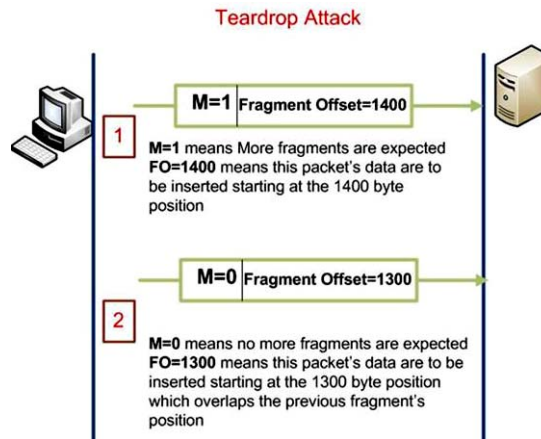 Teardrop Attack
M=1 Fragment Offset=1400
1
M=1 means More fragments are expected
FO=1400 means this packet's data are to
be inserted starting at the 1400 byte
position
M=0 Fragment Offset=1300
2
M=0 means no more fragments are expected
FO=1300 means this packet's data are to be
inserted starting at the 1300 byte position
which overlaps the previous fragment's
position